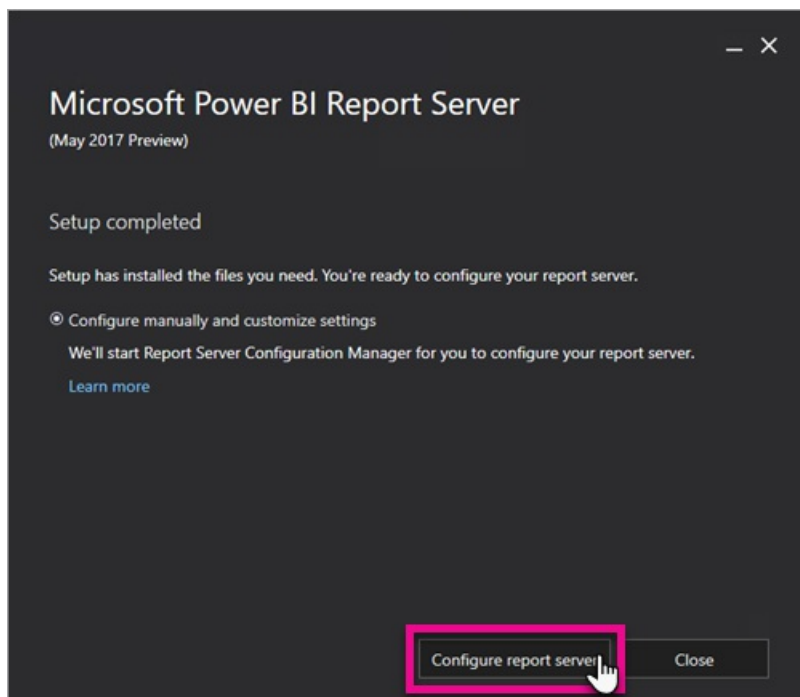 Microsoft Power BI Report Server
(May 2017 Preview)
Setup completed
Setup has installed the files you need. You're ready to configure your report server.
Configure manually and customize settings
We'll start Report Server Configuration Manager for you to configure your report server.
Learn more
Configure report server
Close